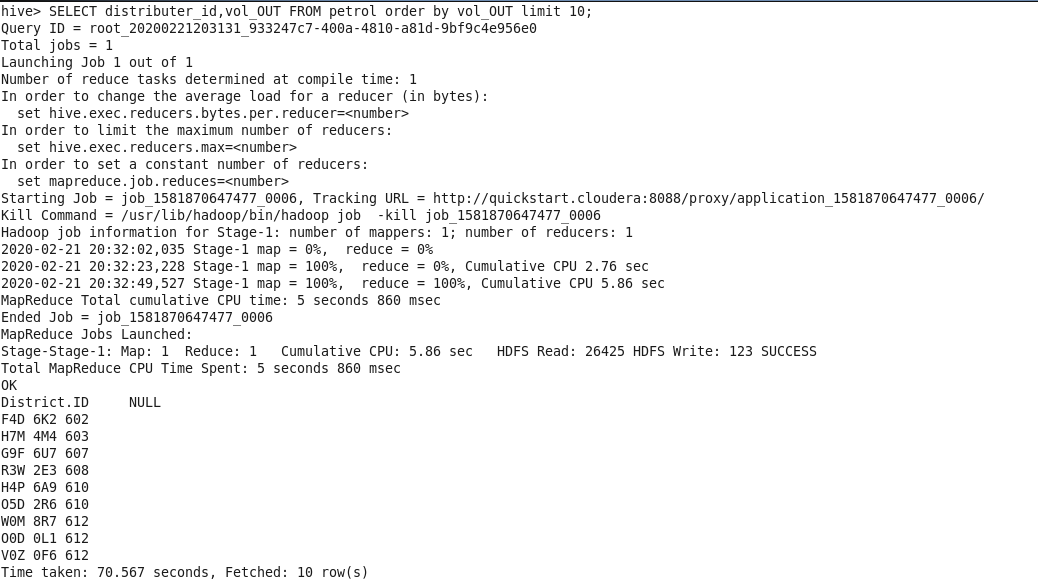 hive> SELECT distributer_id,vol_OUT FROM petrol order by vol_OUT limit 10;
Query ID = root_20200221203131_933247c7-400a-4810-a81d-9bf9c4e956e0
Total jobs = 1
Launching Job 1 out of 1
Number of reduce tasks determined at compile time: 1
In order to change the average load for a reducer (in bytes):
  set hive.exec.reducers.bytes.per.reducer=<number>
In order to limit the maximum number of reducers:
  set hive.exec.reducers.max=<number>
In order to set a constant number of reducers:
  set mapreduce.job.reduces=<number>
Starting Job = job_1581870647477_0006, Tracking URL = http://quickstart.cloudera:8088/proxy/application_1581870647477_0006/
Kill Command = /usr/lib/hadoop/bin/hadoop job  -kill job_1581870647477_0006
Hadoop job information for Stage-1: number of mappers: 1; number of reducers: 1
2020-02-21 20:32:02,035 Stage-1 map = 0%,  reduce = 0%
2020-02-21 20:32:23,228 Stage-1 map = 100%,  reduce = 0%, Cumulative CPU 2.76 sec
2020-02-21 20:32:49,527 Stage-1 map = 100%,  reduce = 100%, Cumulative CPU 5.86 sec
MapReduce Total cumulative CPU time: 5 seconds 860 msec
Ended Job = job_1581870647477_0006
MapReduce Jobs Launched:
Stage-Stage-1: Map: 1  Reduce: 1   Cumulative CPU: 5.86 sec   HDFS Read: 26425 HDFS Write: 123 SUCCESS
Total MapReduce CPU Time Spent: 5 seconds 860 msec
OK
District.ID     NULL
F4D 6K2 602
H7M 4M4 603
G9F 6U7 607
R3W 2E3 608
H4P 6A9 610
O5D 2R6 610
W0M 8R7 612
O0D 0L1 612
V0Z 0F6 612
Time taken: 70.567 seconds, Fetched: 10 row(s)